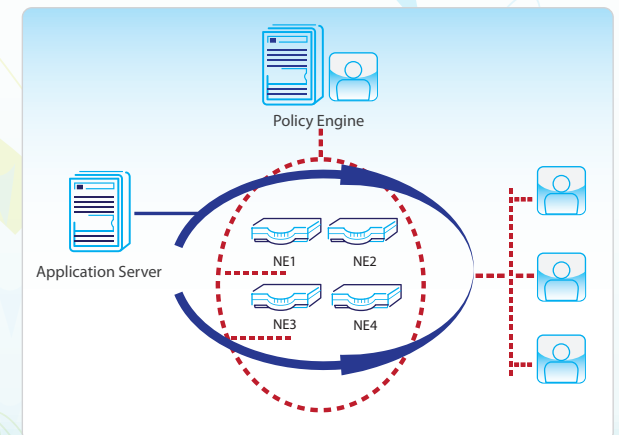 Policy Engine
Application Server
NE1
NE2
NE3
NE4